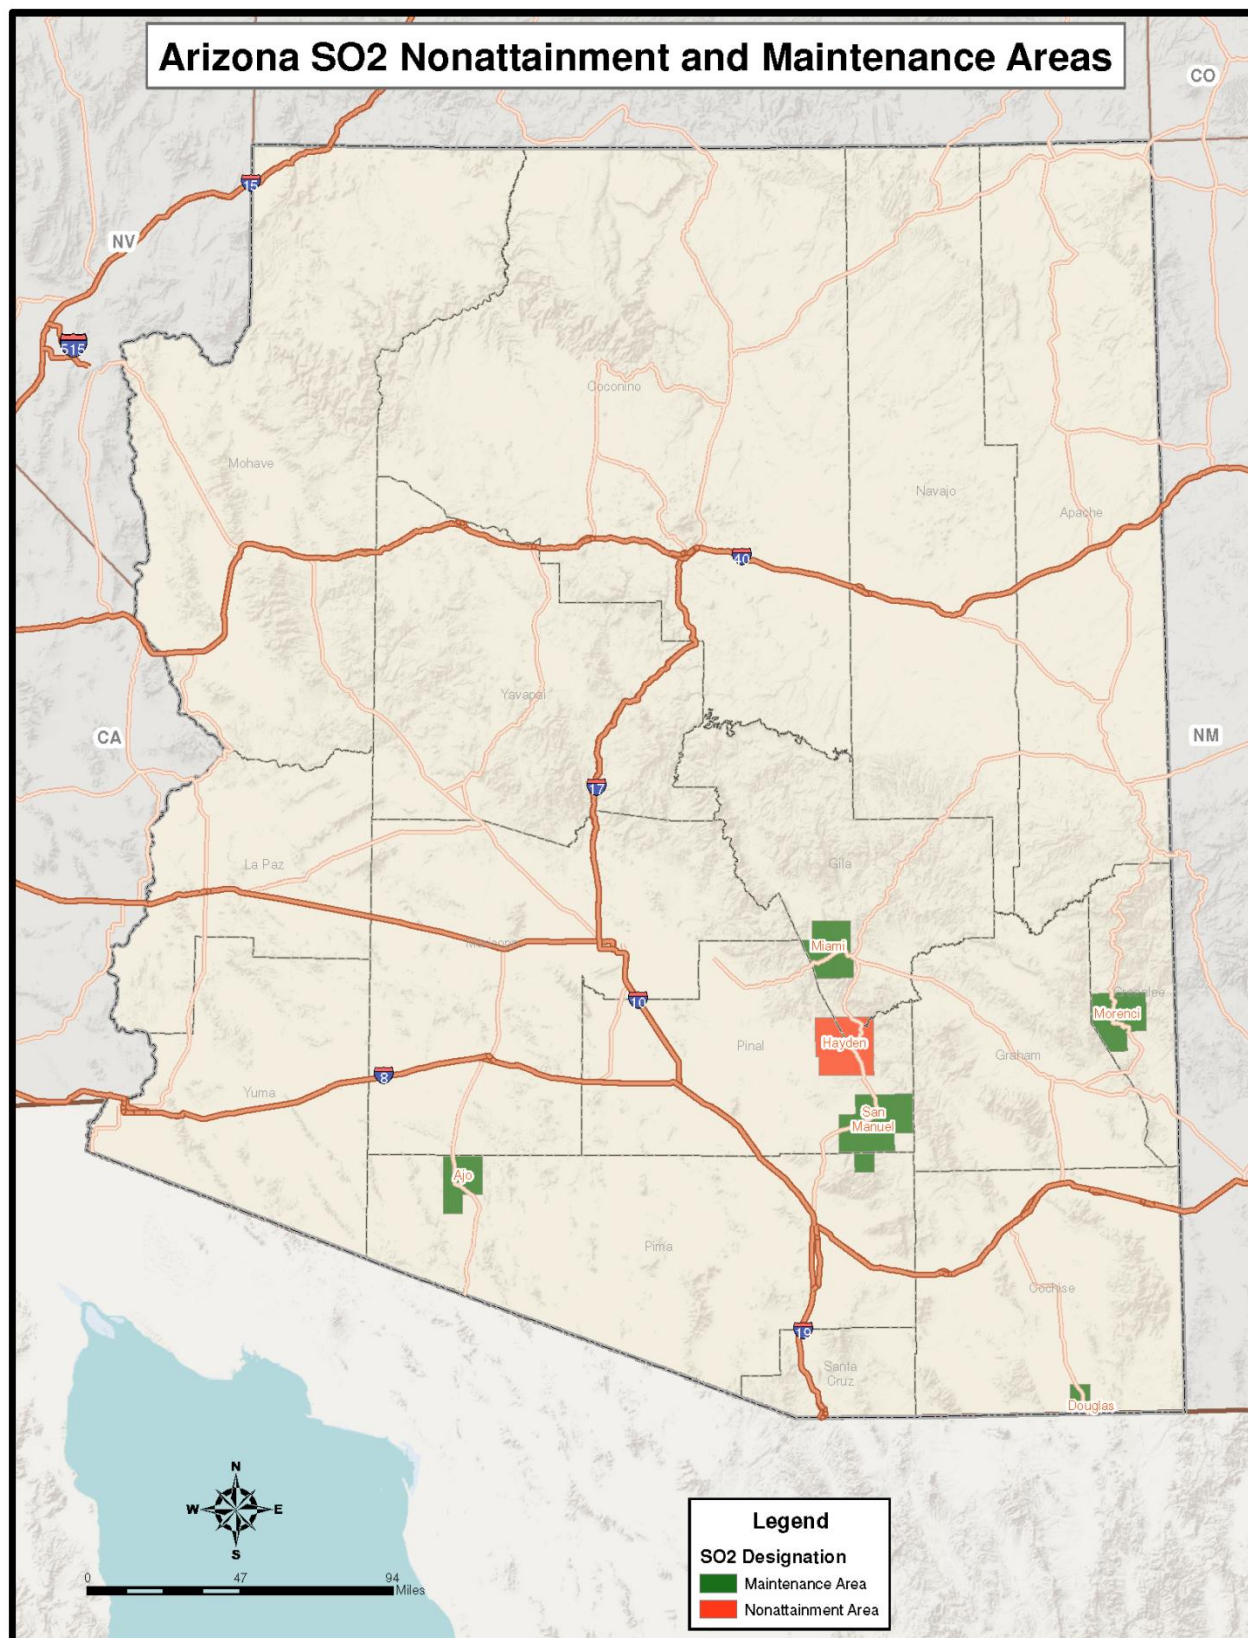 Arizona SO2 Nonattainment and Maintenance Areas
CO
15
NV
515
Coconino
Mohave
Navajo
Apache
40
Yavapai
CA
NM
17
La Paz
Gila
Maricopa
Miami
10
Greenlee
Morenci
Hayden
Pinal
Graham
8
Yuma
San
Manuel
Ajo
Pima
Cochise
19
Santa
Cruz
Douglas
N
W E
S
0 47 94
Miles
Legend
SO2 Designation
Maintenance Area
Nonattainment Area